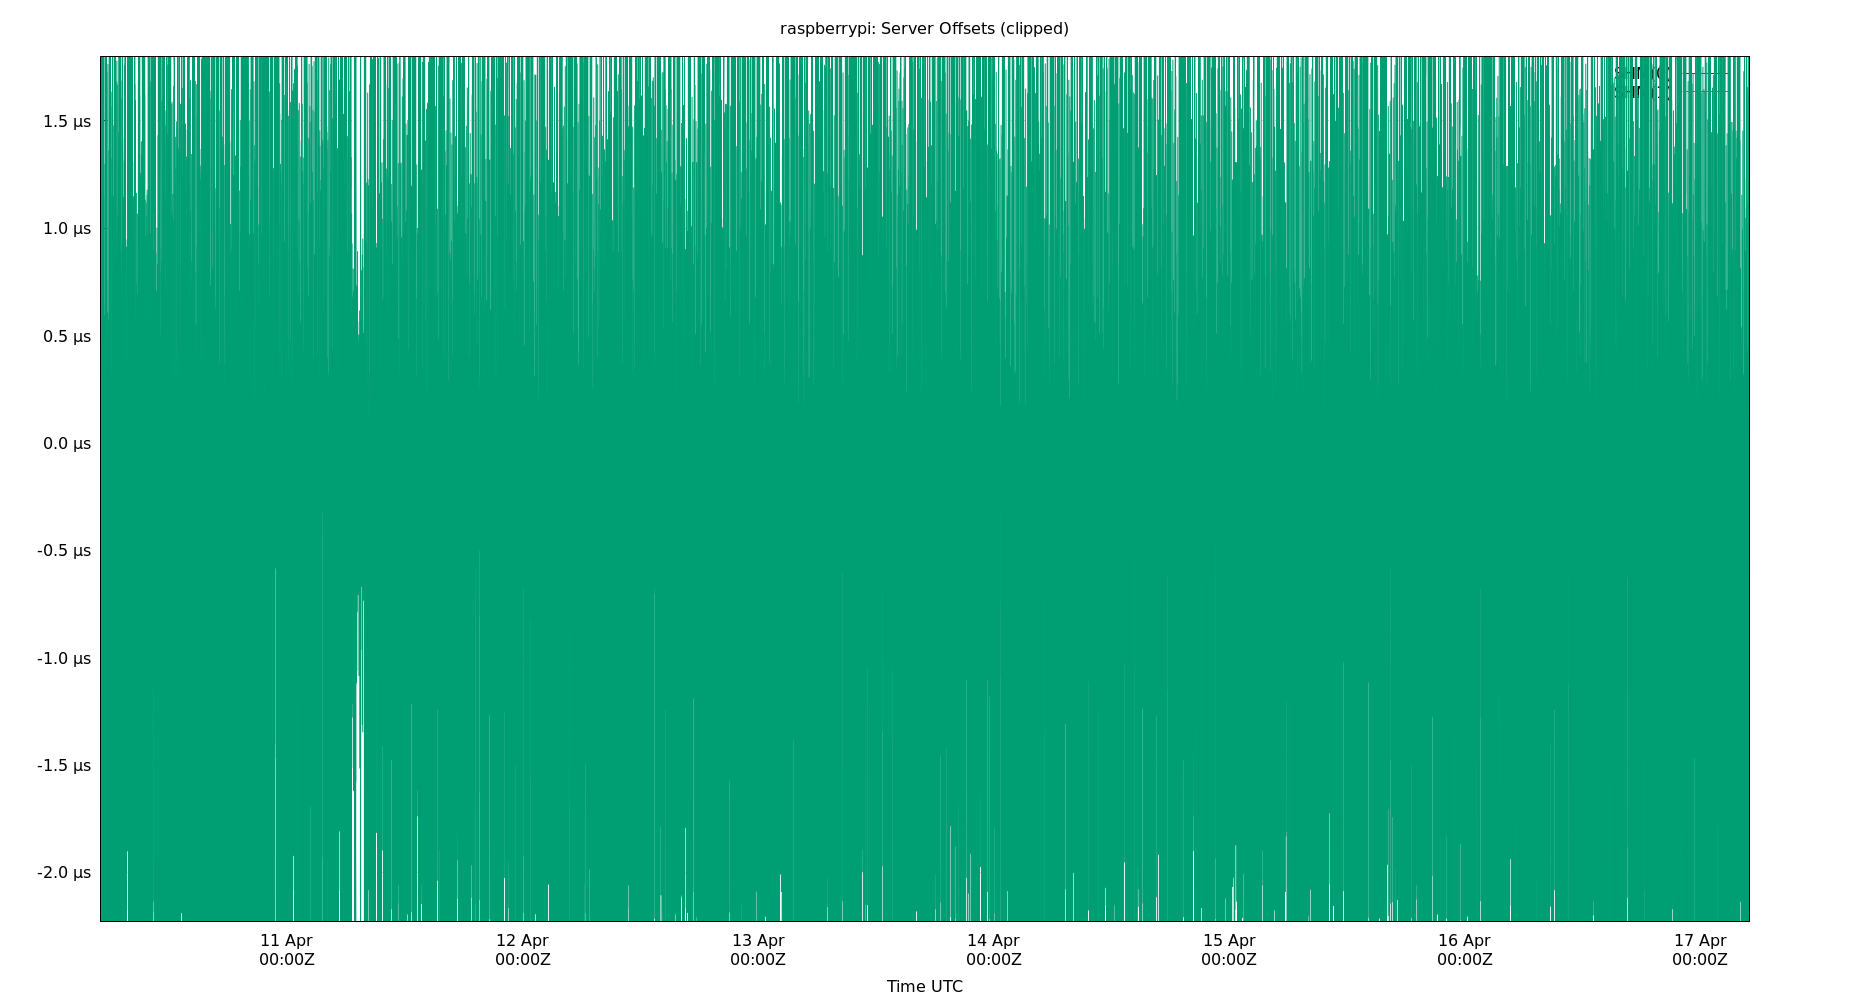 raspberrypi: Server Offsets (clipped)
1.5 µs
1.0 µs
0.5 µs
0.0 µs
-0.5 µs
-1.0 µs
-1.5 µs
-2.0 µs
11 Apr
00:00Z
12 Apr
00:00Z
13 Apr
00:00Z
14 Apr
00:00Z
15 Apr
00:00Z
16 Apr
00:00Z
17 Apr
00:00Z
Time UTC